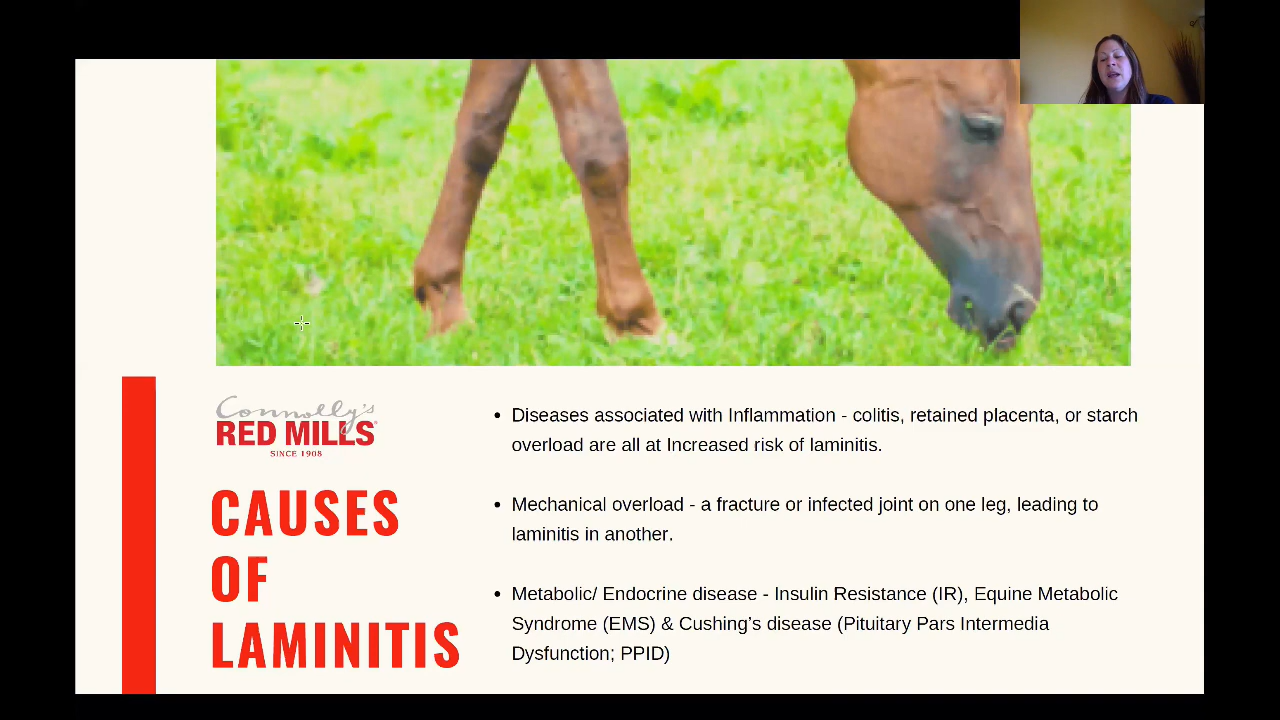 Connolly's
RED MILLS
SINCE 1908
CAUSES
OF
LAMINITIS
• Diseases associated with Inflammation - colitis, retained placenta, or starch
overload are all at Increased risk of laminitis.
• Mechanical overload - a fracture or infected joint on one leg, leading to
laminitis in another.
• Metabolic/ Endocrine disease - Insulin Resistance (IR), Equine Metabolic
Syndrome (EMS) & Cushing’s disease (Pituitary Pars Intermedia
Dysfunction; PPID)